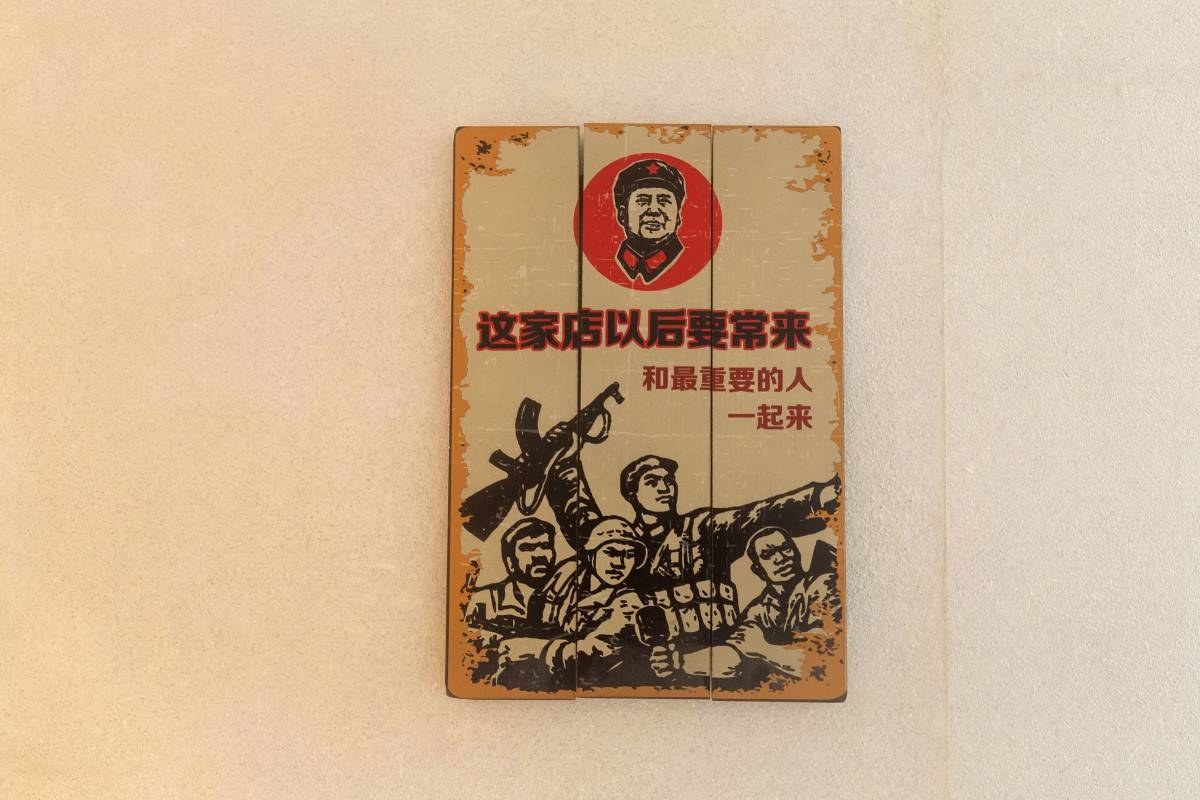 这家店以后要常来
和最重要的人
一起来